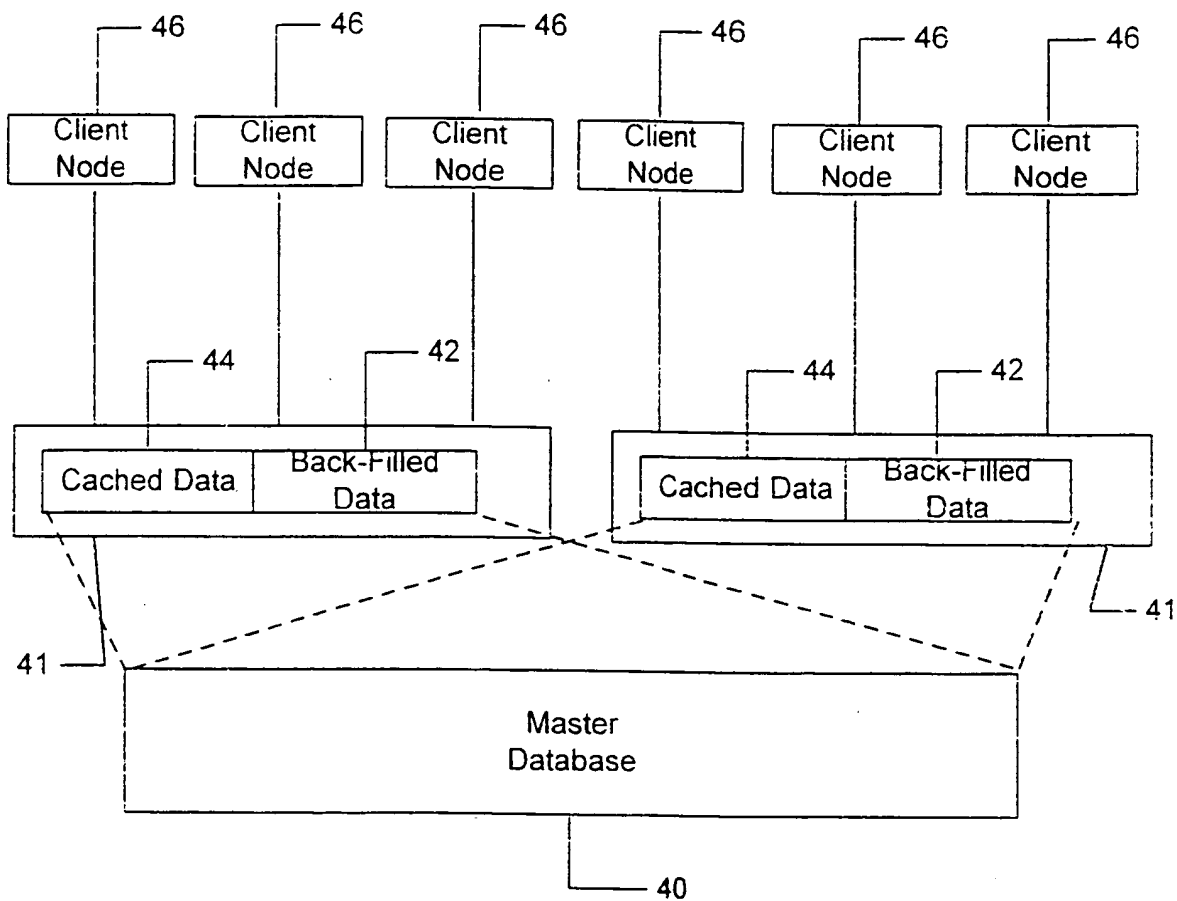 46
46
46
46
46
46
Client
Node
Client
Node
Client
Node
Client
Node
Client
Node
Client
Node
44
42
44
42
Cached Data
Back-Filled
Data
Cached Data
Back-Filled
Data
41
41
Master
Database
40